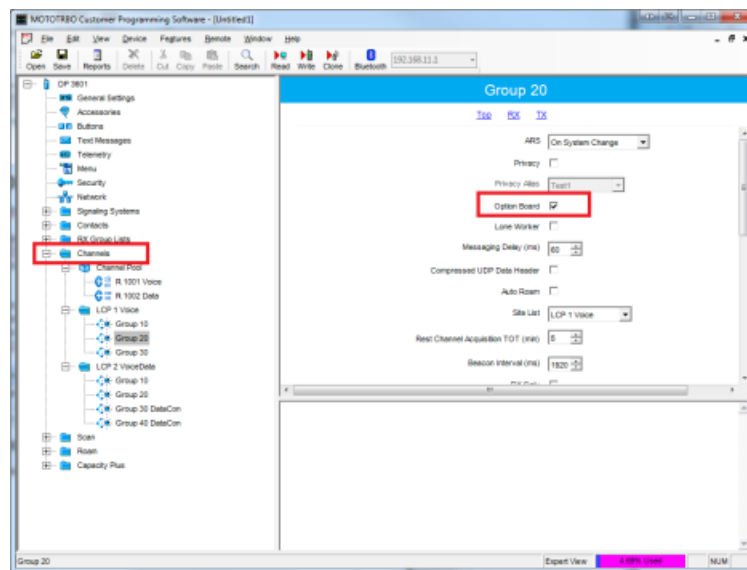 MOTOTRBO Customer Programming Software - [Untitled1]
File Edit View Device Features Remote Window Help
Open Save Reports Delete Cut Copy Paste Search Read Write Clone Bluetooth 192.168.11.1
DP 3601
General Settings
Accessories
Buttons
Text Messages
Telemetry
Menu
Security
Network
Signaling Systems
Contacts
RX Group Lists
Channels
Channel Pool
R 1001 Voice
R 1002 Data
LCP 1 Voice
Group 10
Group 20
Group 30
LCP 2 VoiceData
Group 10
Group 20
Group 30 DataCon
Group 40 DataCon
Scan
Roam
Capacity Plus
Group 20
Top RX TX
ARS On System Change
Privacy
Privacy Alias Test1
Option Board
Lone Worker
Messaging Delay (ms) 60
Compressed UDP Data Header
Auto Roam
Site List LCP 1 Voice
Rest Channel Acquisition TOT (min) 5
Beacon Interval (ms) 1920
RX Only
Group 20
Expert View 4.69% Used NUM